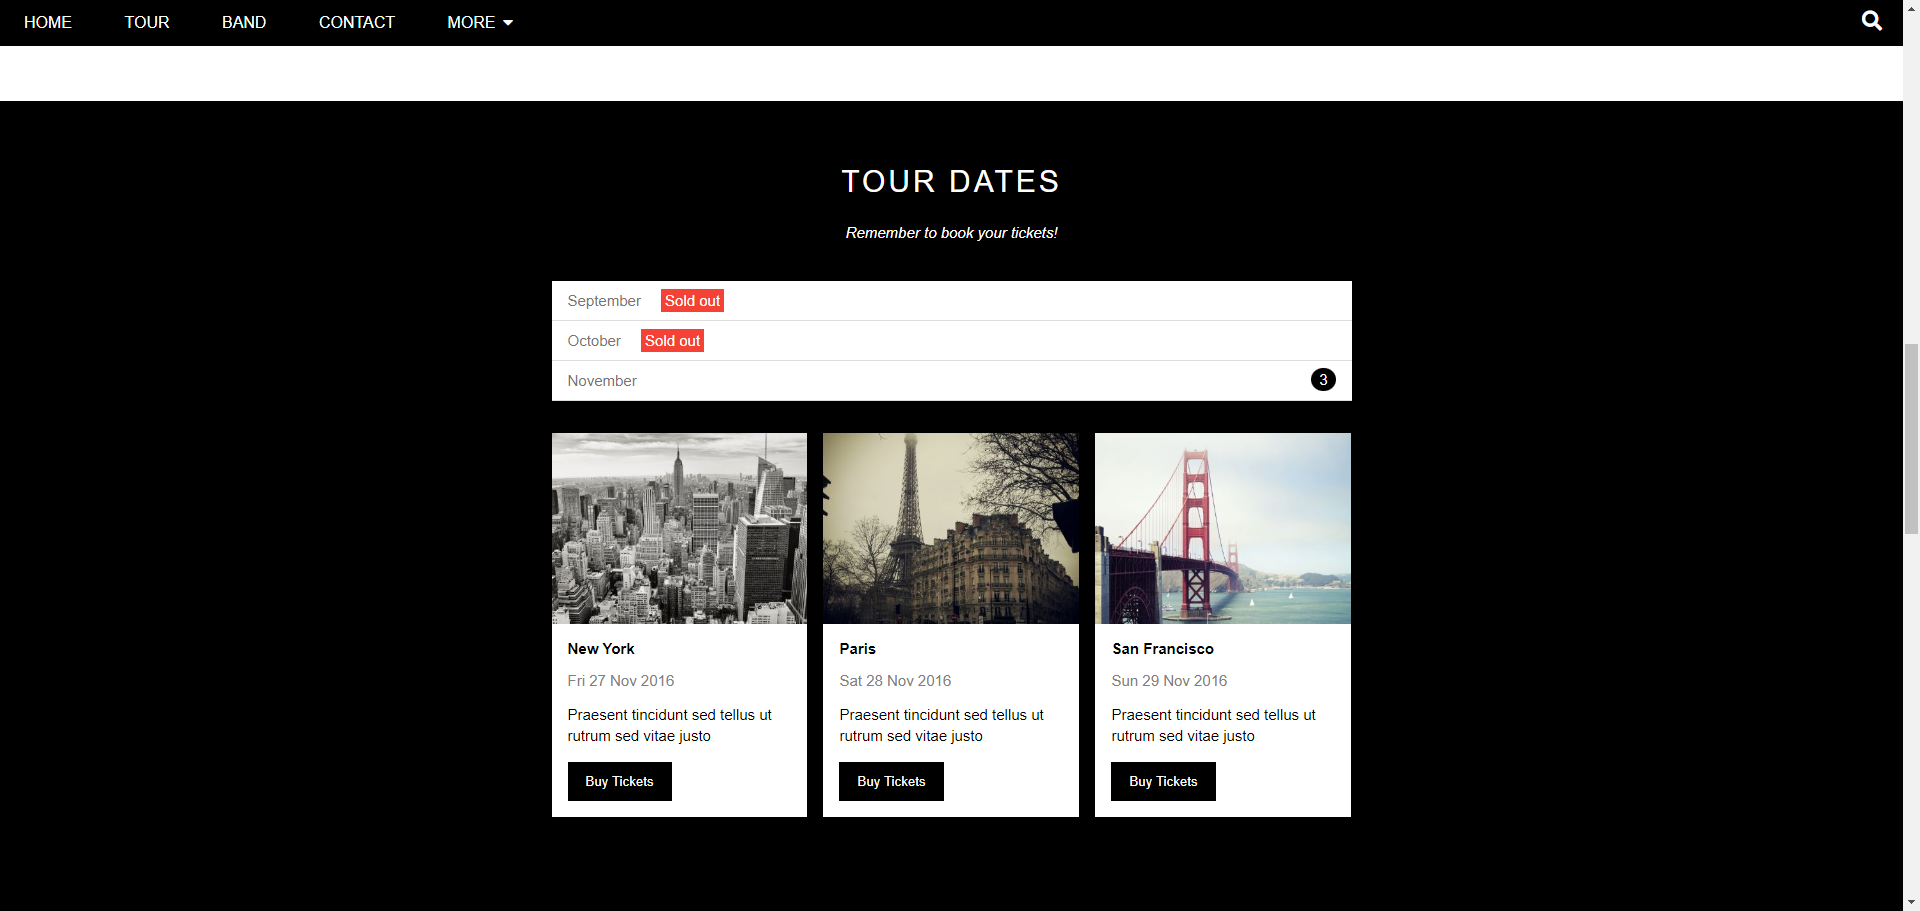 HOME TOUR BAND CONTACT MORE
TOUR DATES
Remember to book your tickets!
September Sold out
October Sold out
November 3
New York
Fri 27 Nov 2016
Praesent tincidunt sed tellus ut
rutrum sed vitae justo
Buy Tickets
Paris
Sat 28 Nov 2016
Praesent tincidunt sed tellus ut
rutrum sed vitae justo
Buy Tickets
San Francisco
Sun 29 Nov 2016
Praesent tincidunt sed tellus ut
rutrum sed vitae justo
Buy Tickets